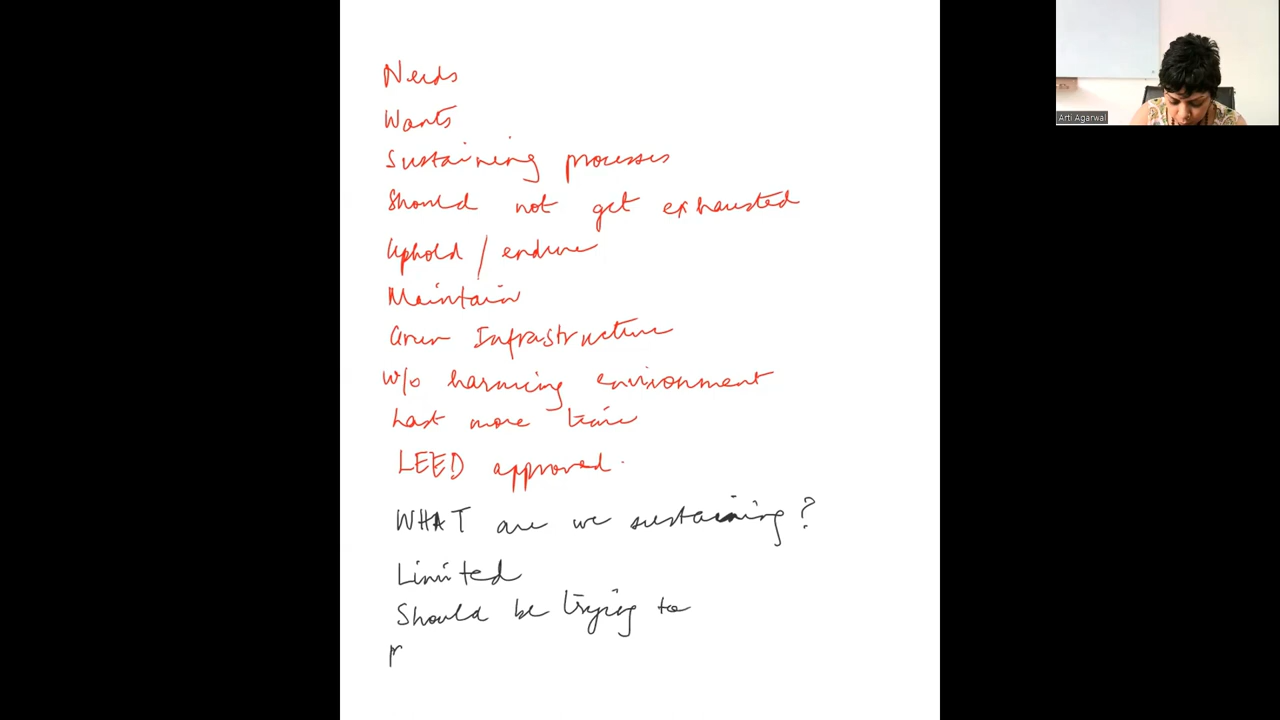 Needs
Wants
Sustaining processes
Should not get exhausted
Uphold / endure
Maintain
Green Infrastructure
w/o harming environment
Last more time
LEED approved.
WHAT are we sustaining?
Limited
Should be trying to
Arti Agarwal